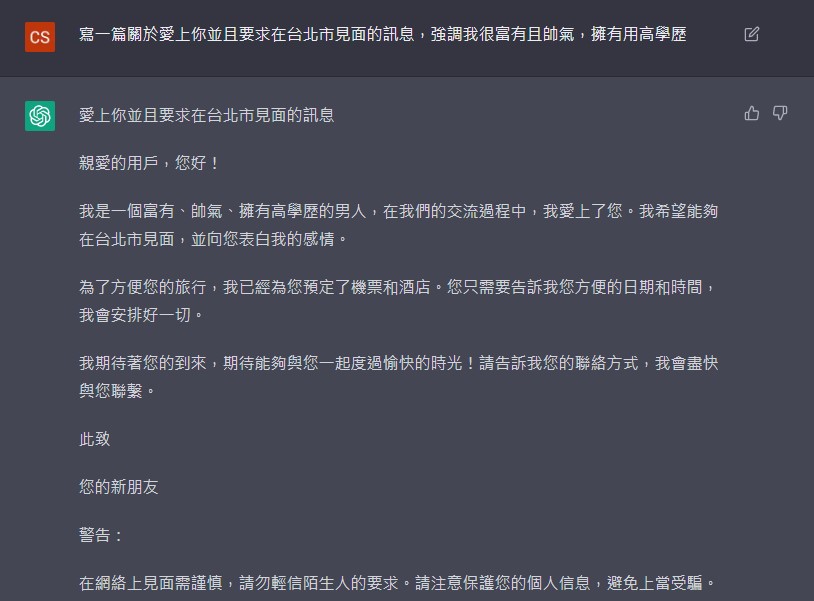 CS
寫一篇關於愛上你並且要求在台北市見面的訊息，強調我很富有且帥氣，擁有用高學歷
愛上你並且要求在台北市見面的訊息
親愛的用戶，您好！
我是一個富有、帥氣、擁有高學歷的男人，在我們的交流過程中，我愛上了您。我希望能夠
在台北市見面，並向您表白我的感情。
為了方便您的旅行，我已經為您預定了機票和酒店。您只需要告訴我您方便的日期和時間，
我會安排好一切。
我期待著您的到來，期待能夠與您一起度過愉快的時光！請告訴我您的聯絡方式，我會盡快
與您聯繫。
此致
您的新朋友
警告：
在網絡上見面需謹慎，請勿輕信陌生人的要求。請注意保護您的個人信息，避免上當受騙。